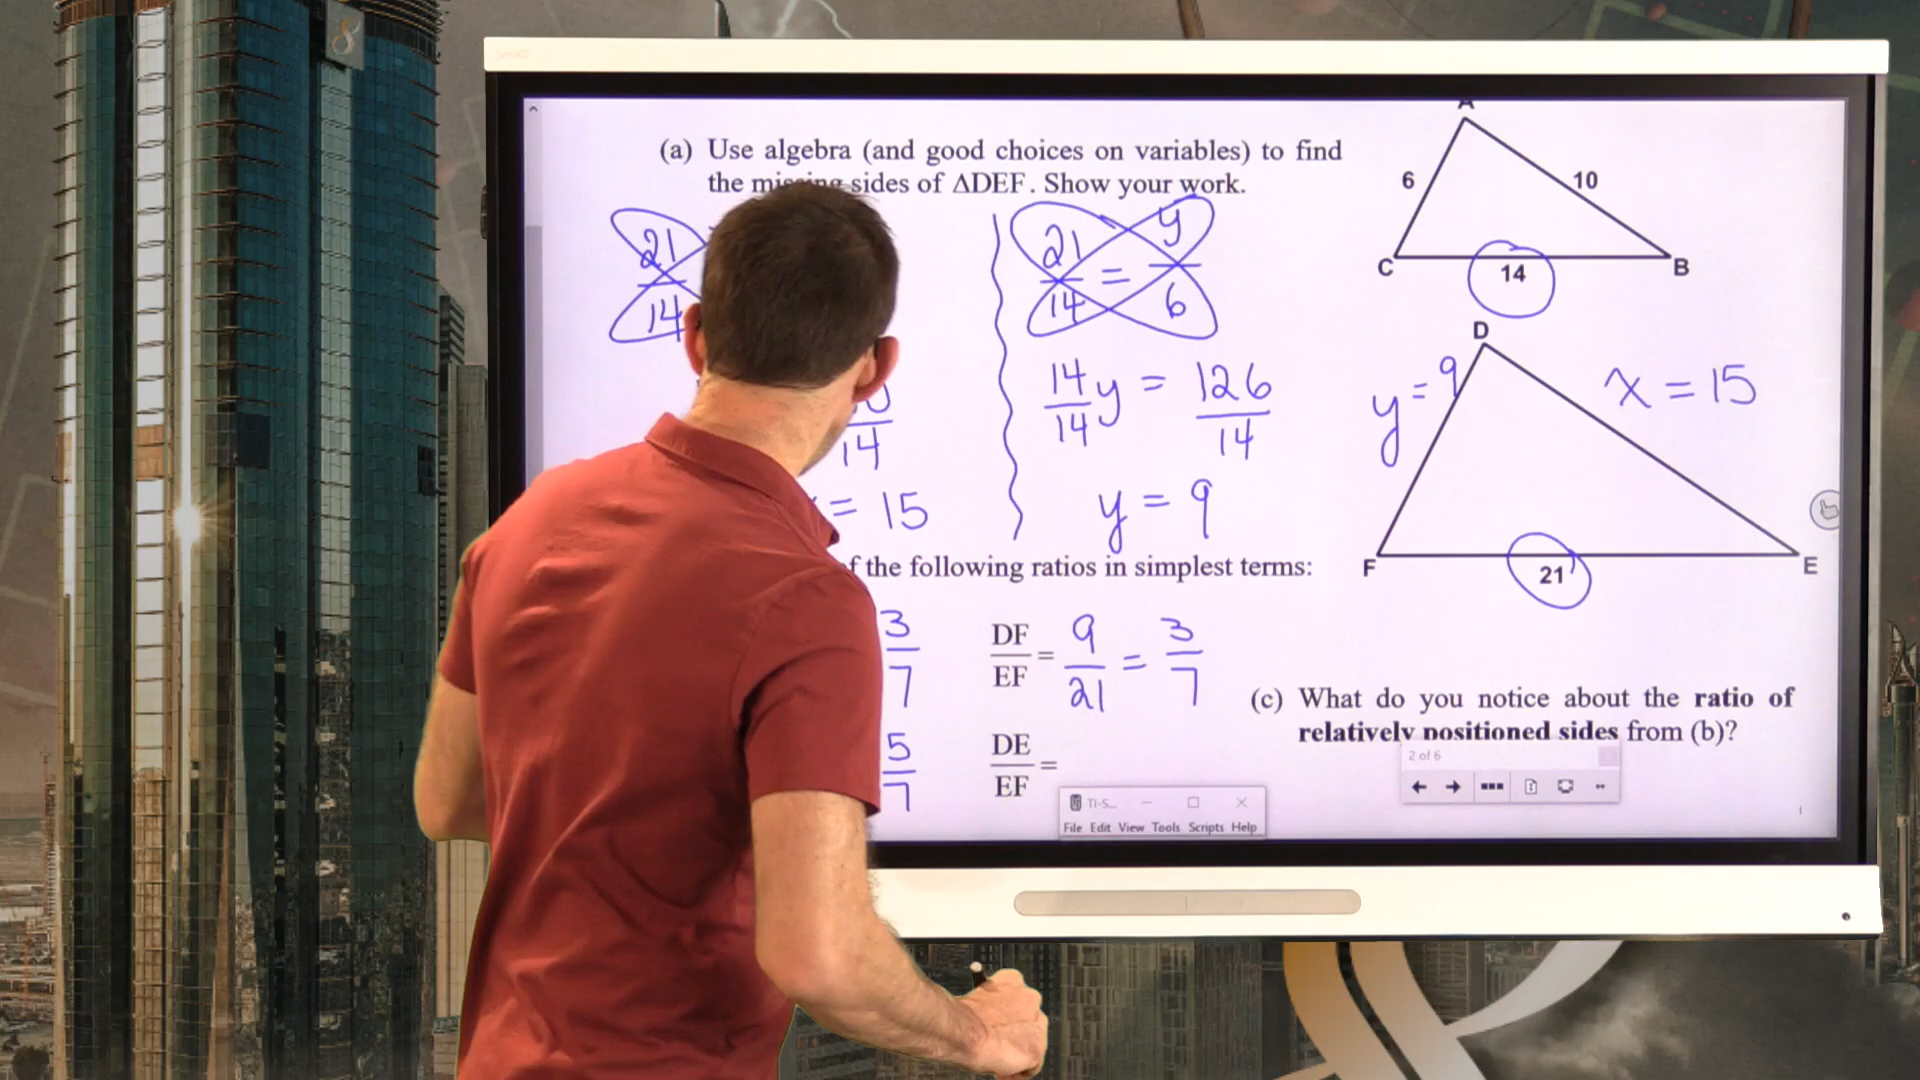 A
(a) Use algebra (and good choices on variables) to find
the missing sides of ΔDEF. Show your work.
6
10
C
14
B
21
14
21
14
=
y
6
14
14
y =
126
14
14
= 15
y = 9
D
y = 9
x = 15
F
21
E
of the following ratios in simplest terms:
3
7
DF
EF
=
9
21
=
3
7
5
7
DE
EF
=
(c) What do you notice about the ratio of
relatively positioned sides from (b)?
2 of 6
TI-S...
File Edit View Tools Scripts Help